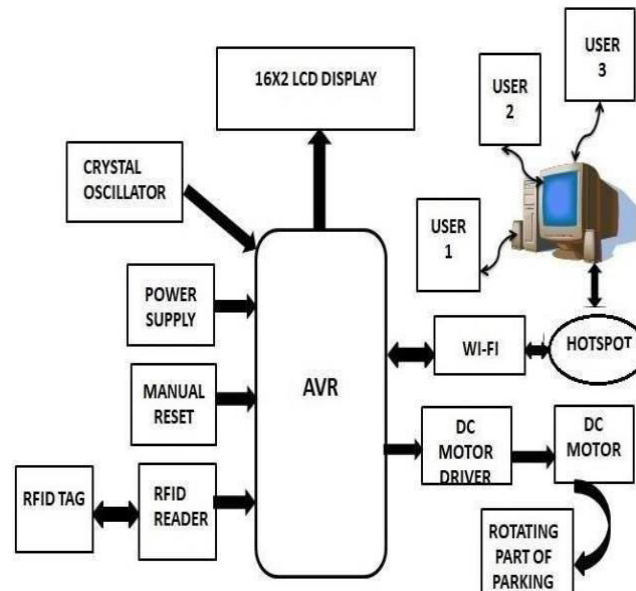 16X2 LCD DISPLAY
USER
2
USER
3
CRYSTAL
OSCILLATOR
USER
1
POWER
SUPPLY
AVR
WI-FI
HOTSPOT
MANUAL
RESET
DC
MOTOR
DRIVER
DC
MOTOR
RFID TAG
RFID
READER
ROTATING
PART OF
PARKING